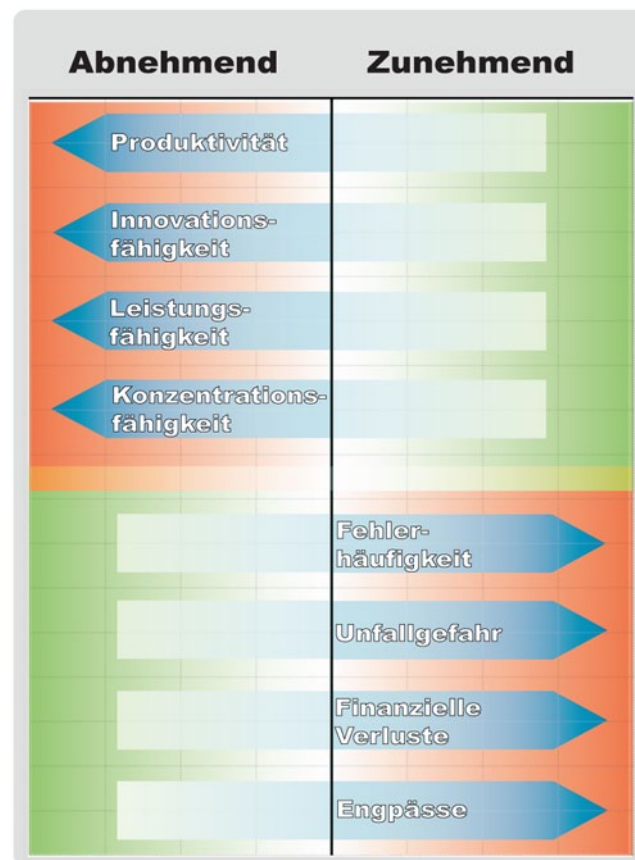 Abnehmend Zunehmend
Produktivität
Innovations-
fähigkeit
Leistungs-
fähigkeit
Konzentrations-
fähigkeit
Fehler-
häufigkeit
Unfallgefahr
Finanzielle
Verluste
Engpässe